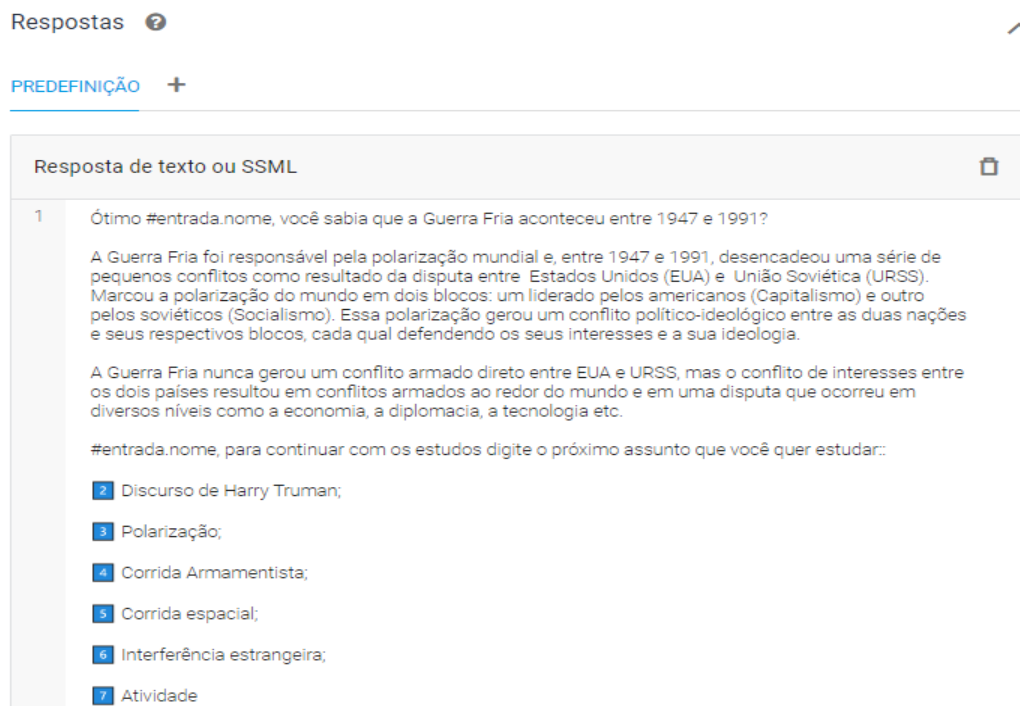 Respostas ?
PREDEFINIÇÃO +
Resposta de texto ou SSML
1 Ótimo #entrada.nome, você sabia que a Guerra Fria aconteceu entre 1947 e 1991?
A Guerra Fria foi responsável pela polarização mundial e, entre 1947 e 1991, desencadeou uma série de
pequenos conflitos como resultado da disputa entre Estados Unidos (EUA) e União Soviética (URSS).
Marcou a polarização do mundo em dois blocos: um liderado pelos americanos (Capitalismo) e outro
pelos soviéticos (Socialismo). Essa polarização gerou um conflito político-ideológico entre as duas nações
e seus respectivos blocos, cada qual defendendo os seus interesses e a sua ideologia.
A Guerra Fria nunca gerou um conflito armado direto entre EUA e URSS, mas o conflito de interesses entre
os dois países resultou em conflitos armados ao redor do mundo e em uma disputa que ocorreu em
diversos níveis como a economia, a diplomacia, a tecnologia etc.
#entrada.nome, para continuar com os estudos digite o próximo assunto que você quer estudar::
2 Discurso de Harry Truman;
3 Polarização;
4 Corrida Armamentista;
5 Corrida espacial;
6 Interferência estrangeira;
7 Atividade